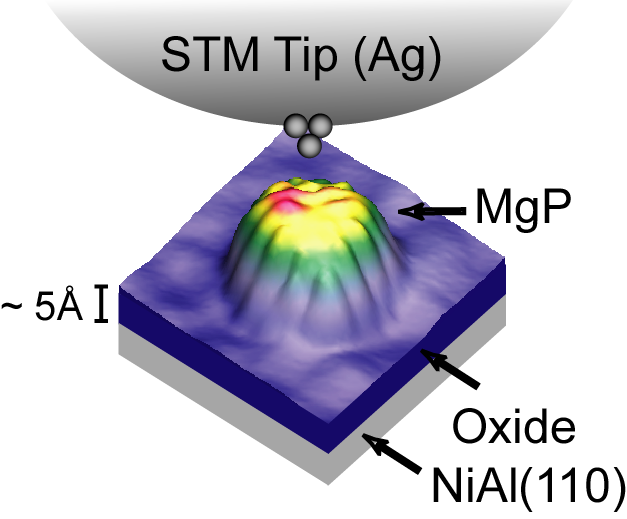 STM Tip (Ag)
MgP
~ 5Å
Oxide
NiAl(110)